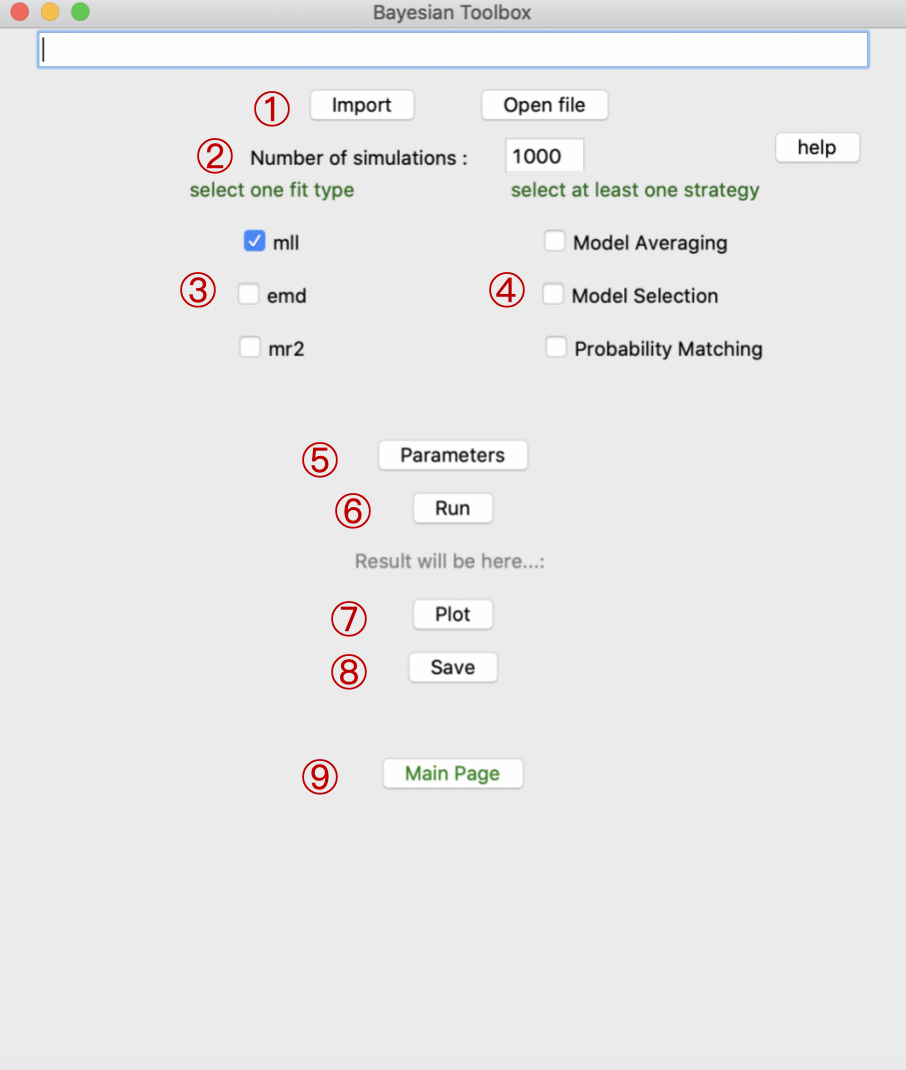 Bayesian Toolbox
① Import Open file
② Number of simulations : 1000 help
select one fit type select at least one strategy
mll Model Averaging
③ emd ④ Model Selection
mr2 Probability Matching
⑤ Parameters
⑥ Run
Result will be here...:
⑦ Plot
⑧ Save
⑨ Main Page